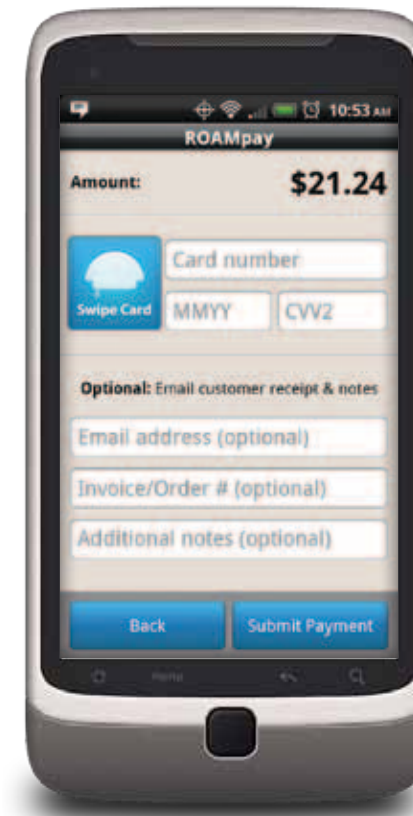 10:53 AM
ROAMpay
Amount: $21.24
Swipe Card
Card number
MMYY CVV2
Optional: Email customer receipt & notes
Email address (optional)
Invoice/Order # (optional)
Additional notes (optional)
Back Submit Payment
Home